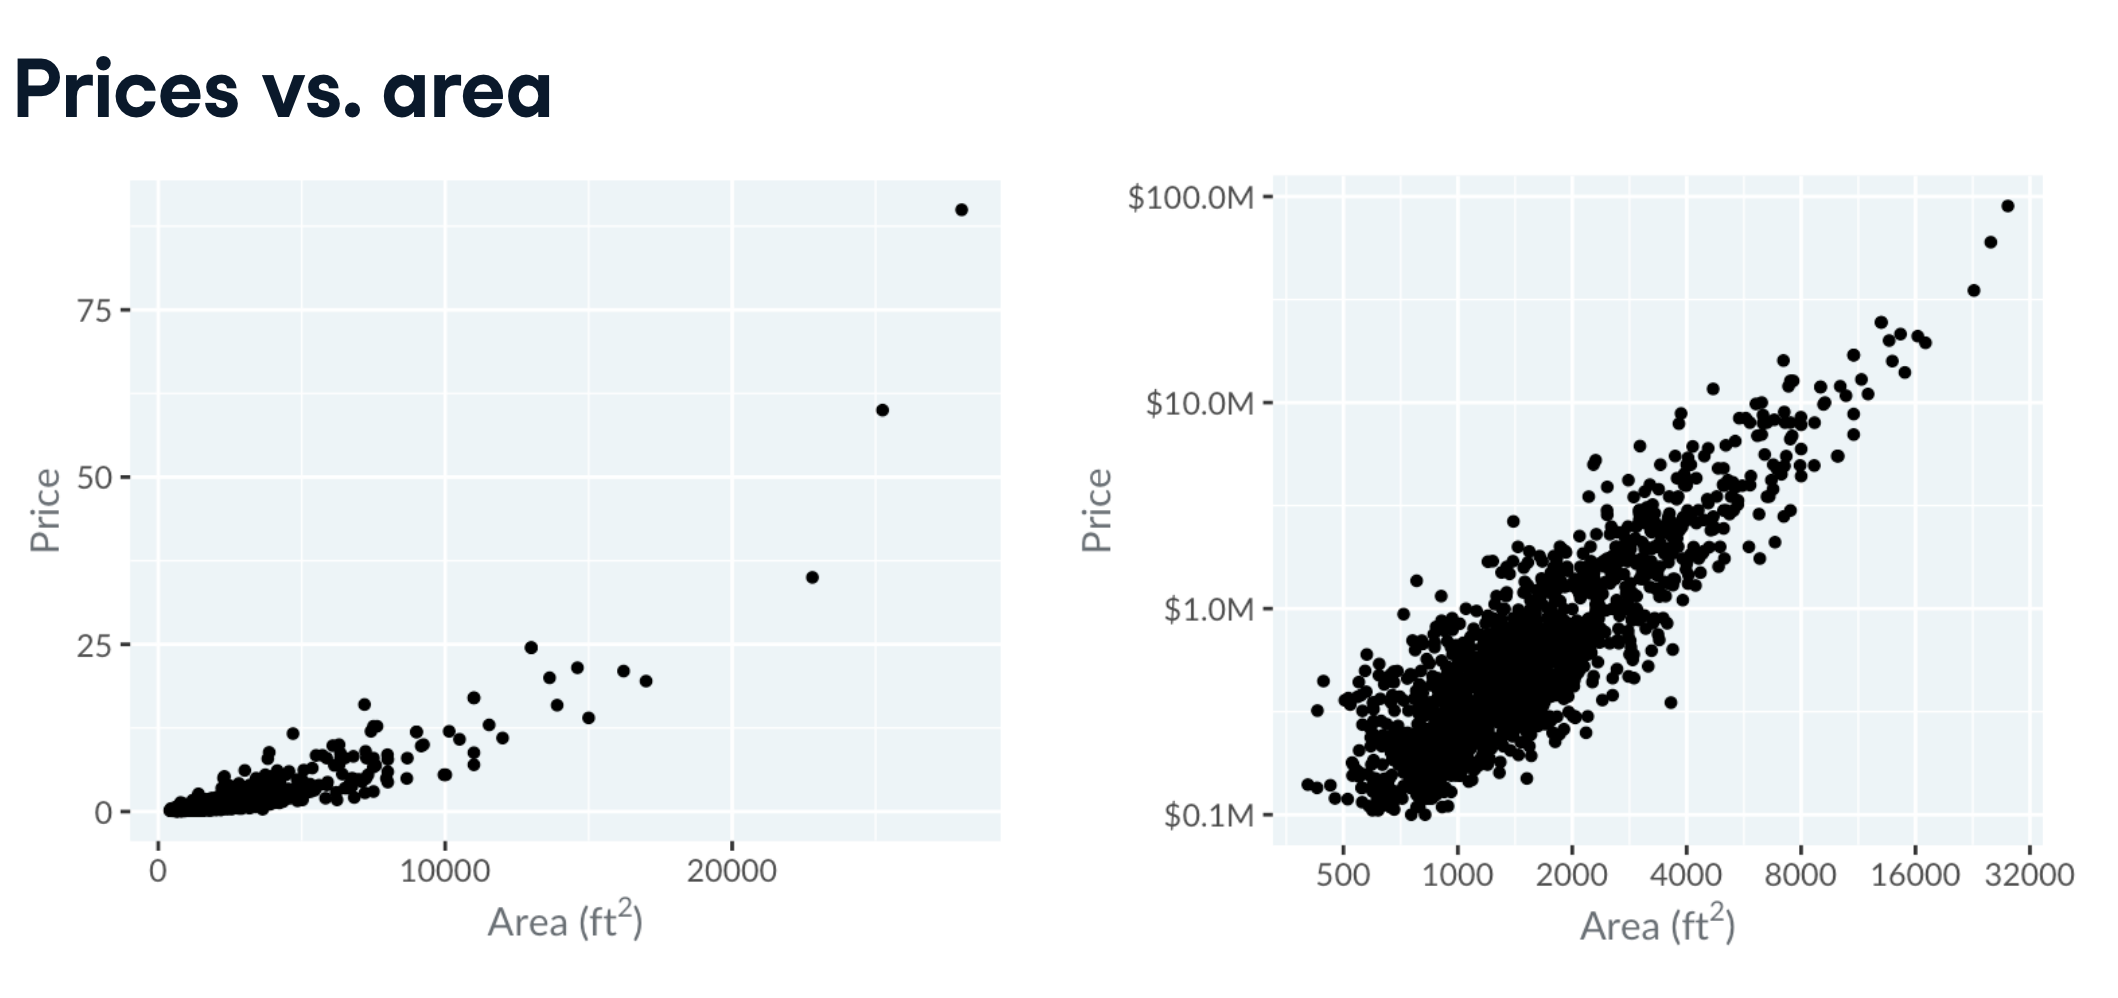 Prices vs. area
75
50
25
0
Price
0 10000 20000
Area (ft²)
$100.0M
$10.0M
$1.0M
$0.1M
Price
500 1000 2000 4000 8000 16000 32000
Area (ft²)